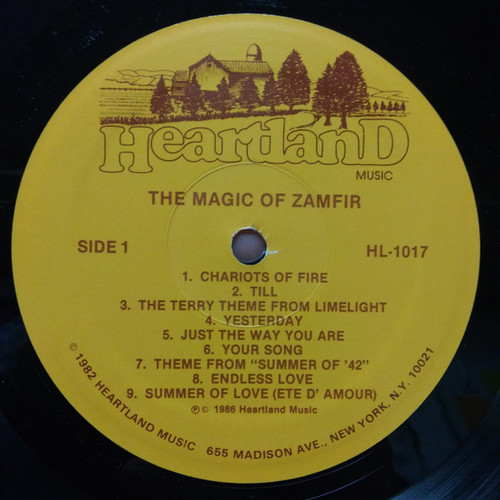 HeartlanD
MUSIC
THE MAGIC OF ZAMFIR
SIDE 1
HL-1017
1. CHARIOTS OF FIRE
2. TILL
3. THE TERRY THEME FROM LIMELIGHT
4. YESTERDAY
5. JUST THE WAY YOU ARE
6. YOUR SONG
7. THEME FROM "SUMMER OF '42"
8. ENDLESS LOVE
9. SUMMER OF LOVE (ETE D' AMOUR)
℗ © 1986 Heartland Music
© 1982 HEARTLAND MUSIC 655 MADISON AVE., NEW YORK, N.Y. 10021